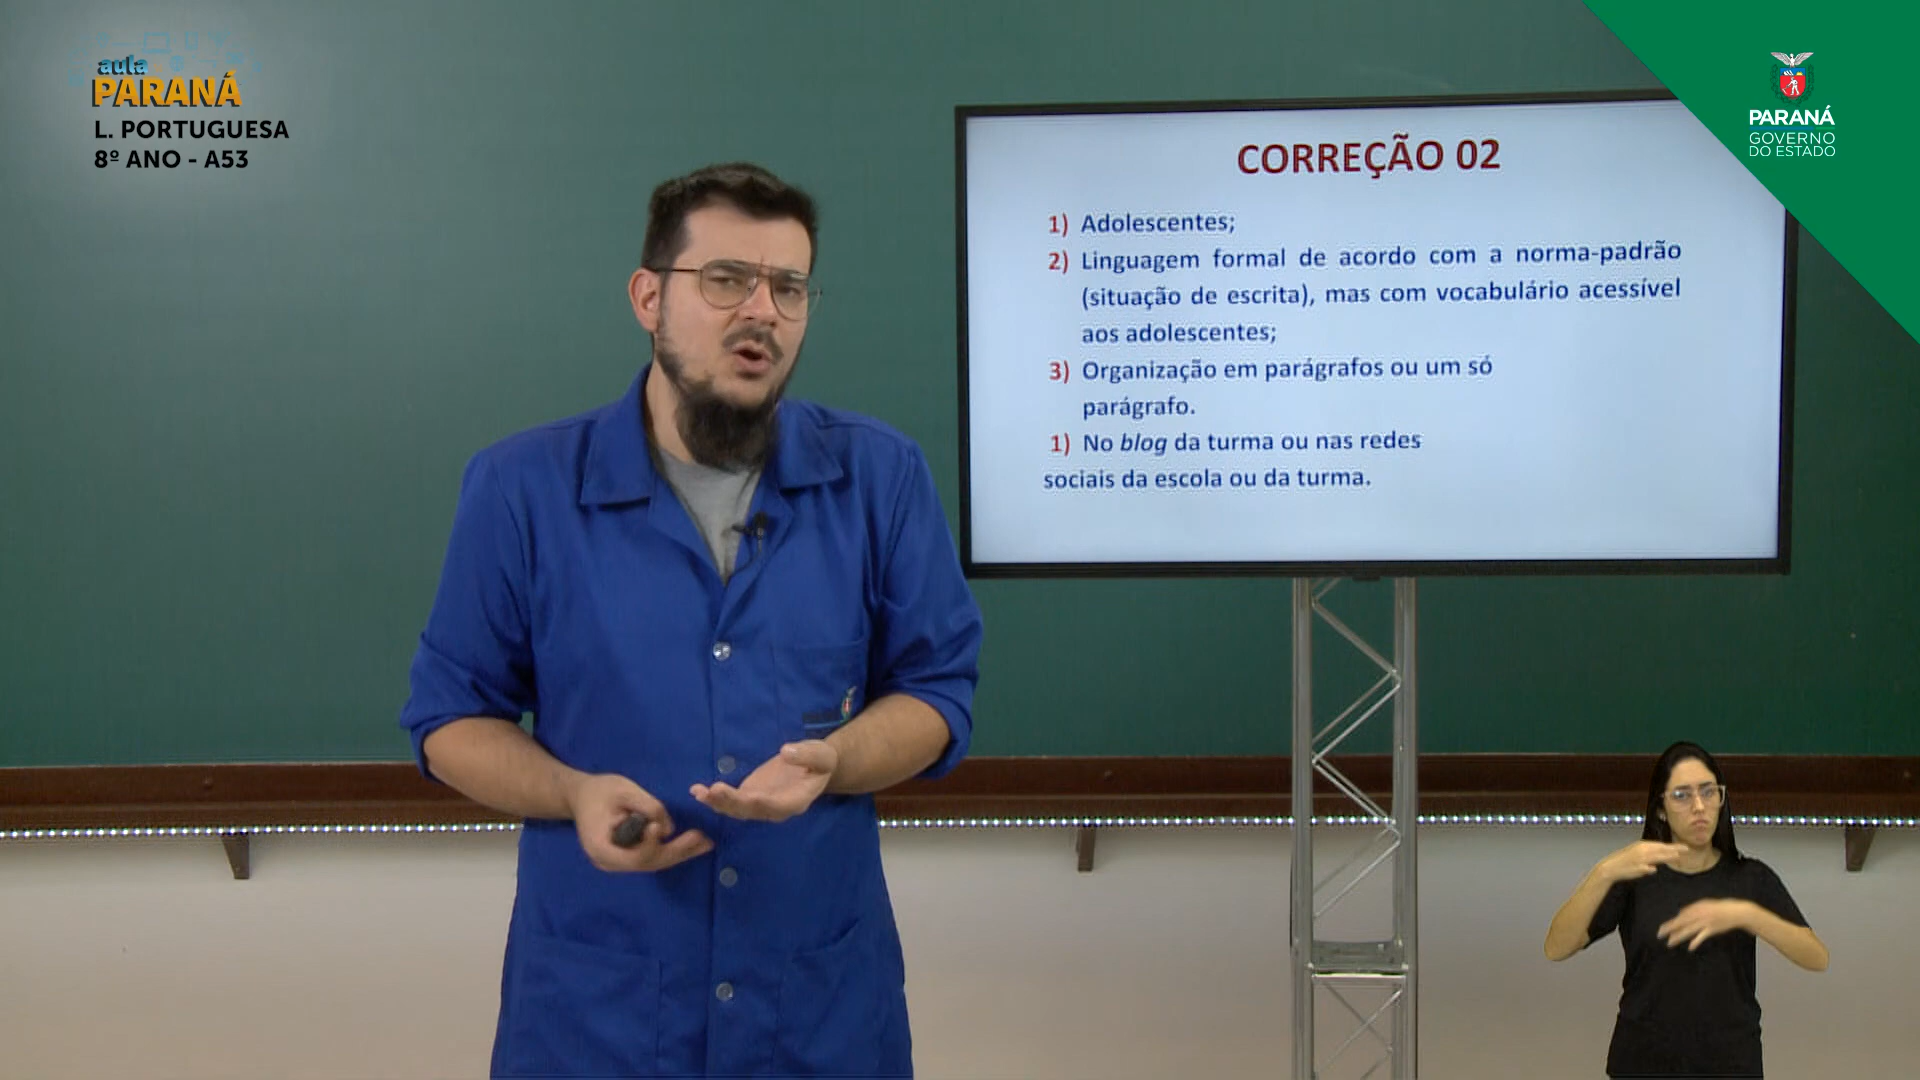 aula
PARANÁ
L. PORTUGUESA
8º ANO - A53
CORREÇÃO 02
1) Adolescentes;
2) Linguagem formal de acordo com a norma-padrão
(situação de escrita), mas com vocabulário acessível
aos adolescentes;
3) Organização em parágrafos ou um só
parágrafo.
1) No blog da turma ou nas redes
sociais da escola ou da turma.
PARANÁ
GOVERNO
DO ESTADO